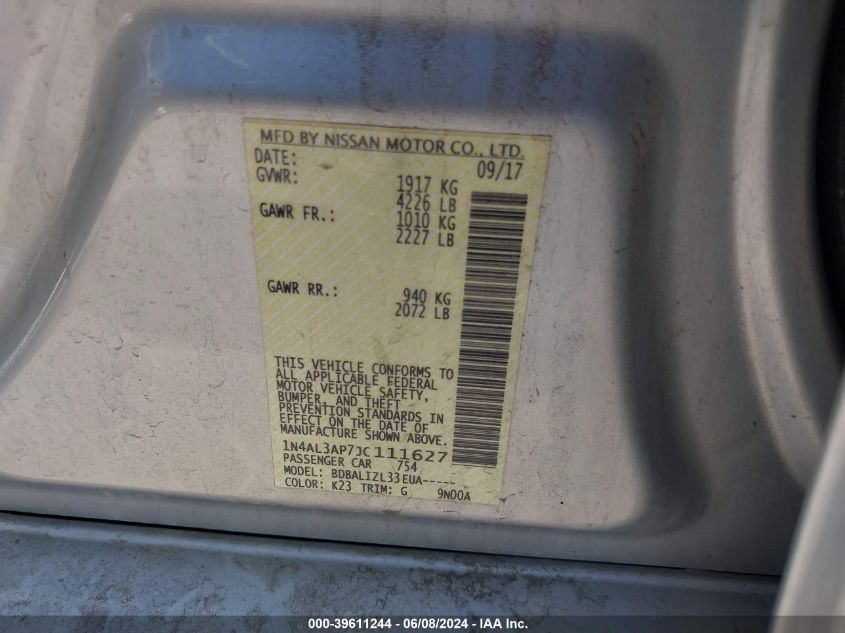 MFD BY NISSAN MOTOR CO., LTD.
DATE: 09/17
GVWR: 1917 KG
4226 LB
GAWR FR.: 1010 KG
2227 LB
GAWR RR.: 940 KG
2072 LB
THIS VEHICLE CONFORMS TO
ALL APPLICABLE FEDERAL
MOTOR VEHICLE SAFETY,
BUMPER, AND THEFT
PREVENTION STANDARDS IN
EFFECT ON THE DATE OF
MANUFACTURE SHOWN ABOVE.
1N4AL3AP7JC111627
PASSENGER CAR 754
MODEL: BDBALIZL33EUA-----
COLOR: K23 TRIM: G 9N00A
000-39611244 - 06/08/2024 - IAA Inc.